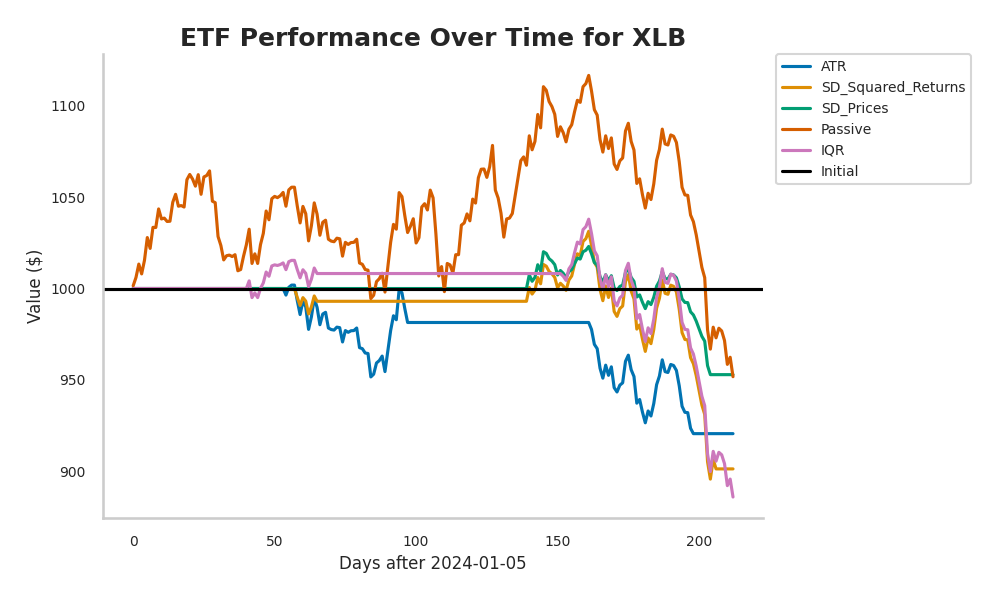 ETF Performance Over Time for XLB
ATR
SD_Squared_Returns
SD_Prices
Passive
IQR
Initial
Value ($)
1100
1050
1000
950
900
0 50 100 150 200
Days after 2024-01-05